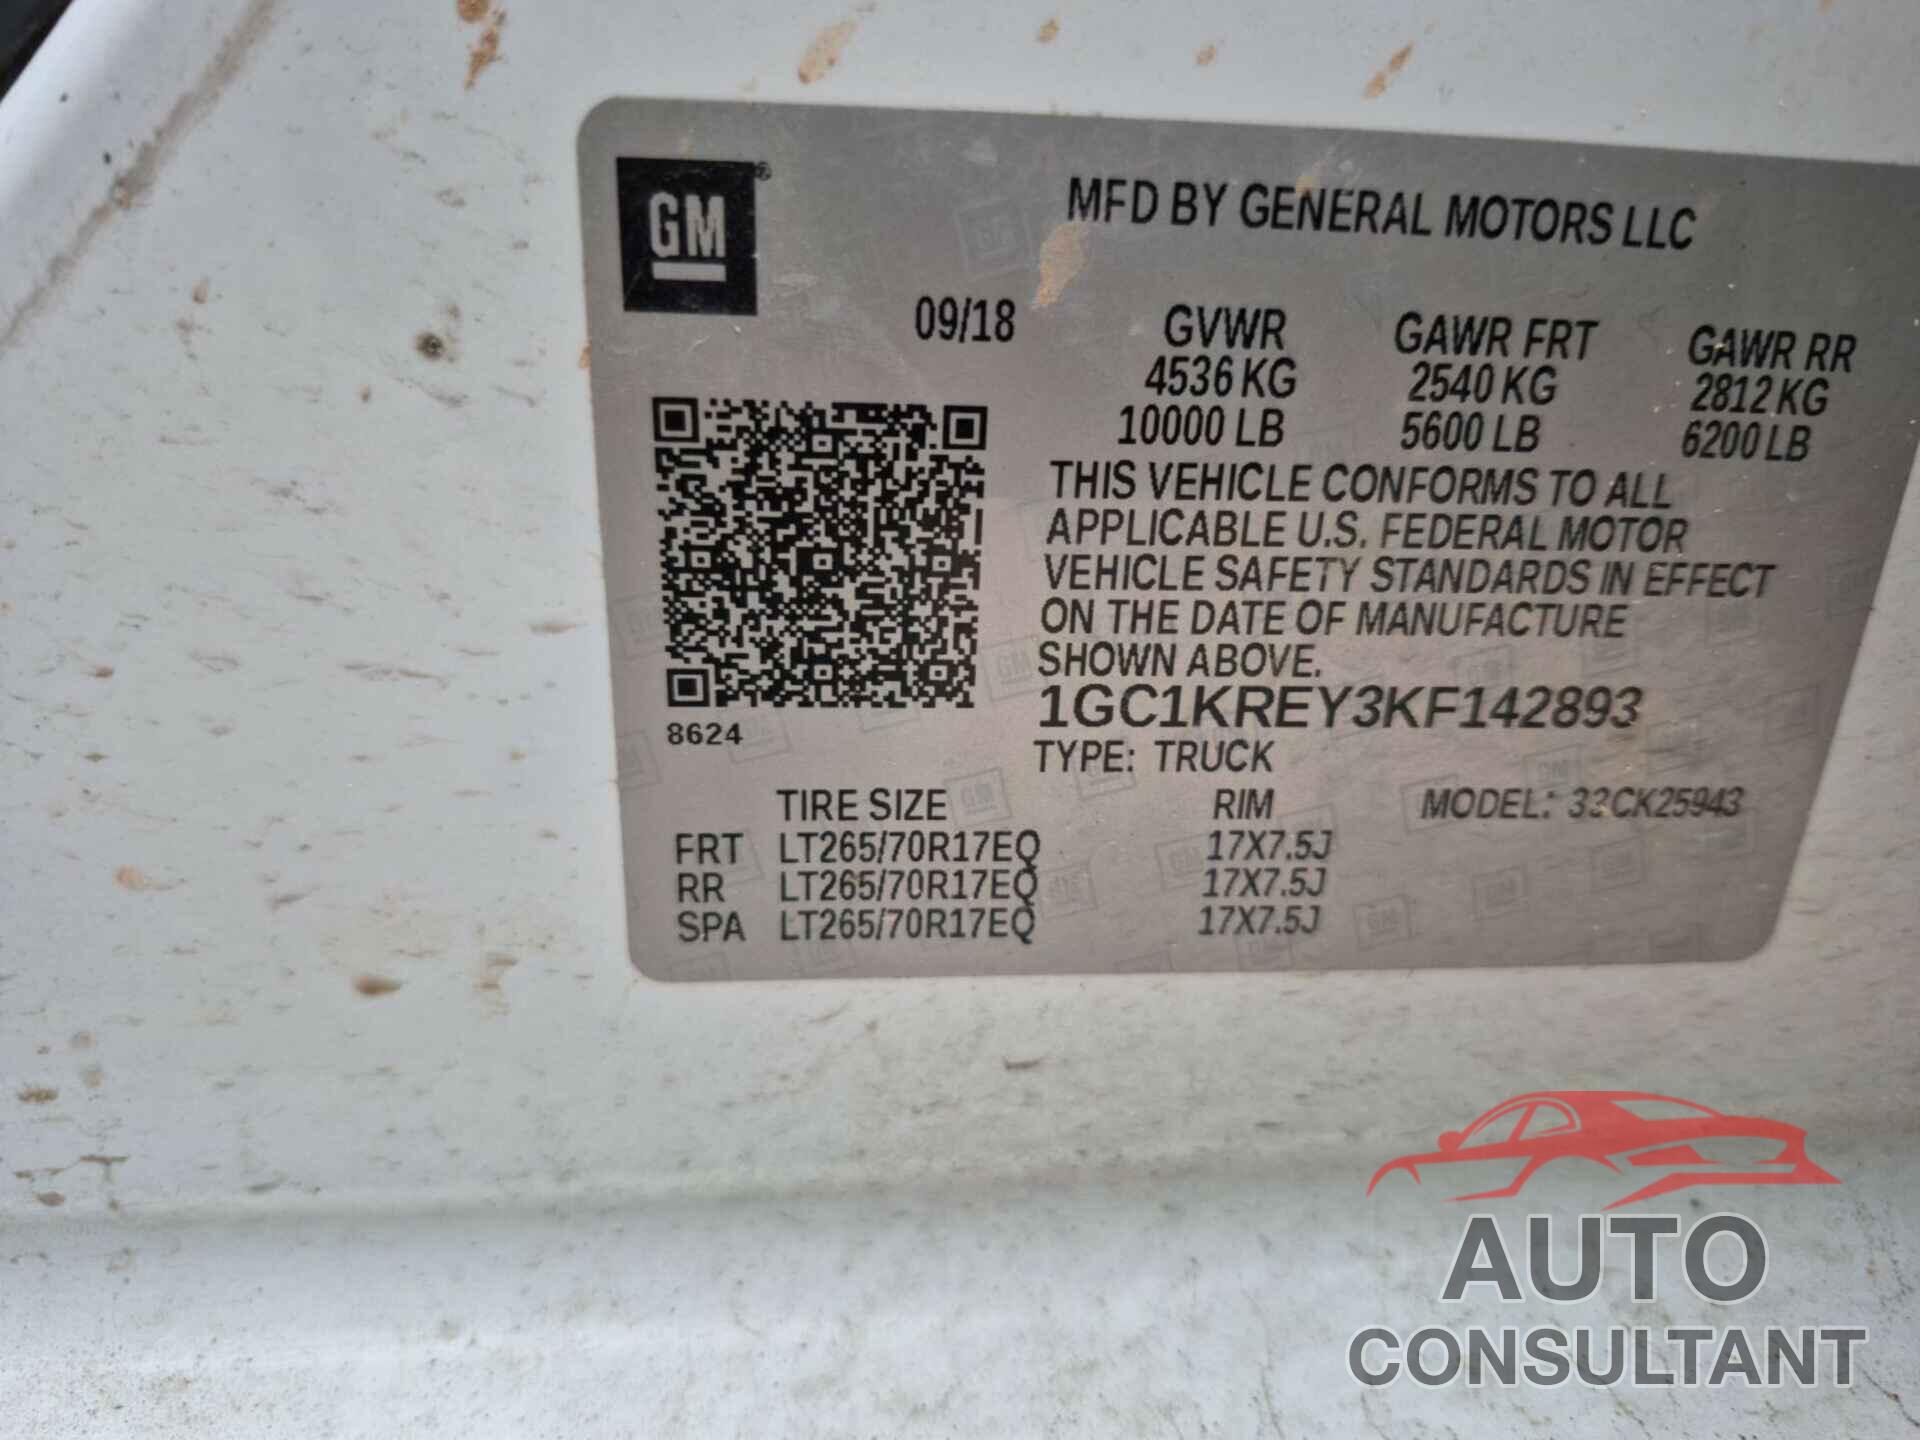 GM®
MFD BY GENERAL MOTORS LLC
09/18 GVWR GAWR FRT GAWR RR
4536 KG 2540 KG 2812 KG
10000 LB 5600 LB 6200 LB
THIS VEHICLE CONFORMS TO ALL
APPLICABLE U.S. FEDERAL MOTOR
VEHICLE SAFETY STANDARDS IN EFFECT
ON THE DATE OF MANUFACTURE
SHOWN ABOVE.
1GC1KREY3KF142893
8624
TYPE: TRUCK
TIRE SIZE RIM MODEL: 33CK25943
FRT LT265/70R17EQ 17X7.5J
RR LT265/70R17EQ 17X7.5J
SPA LT265/70R17EQ 17X7.5J
AUTO
CONSULTANT